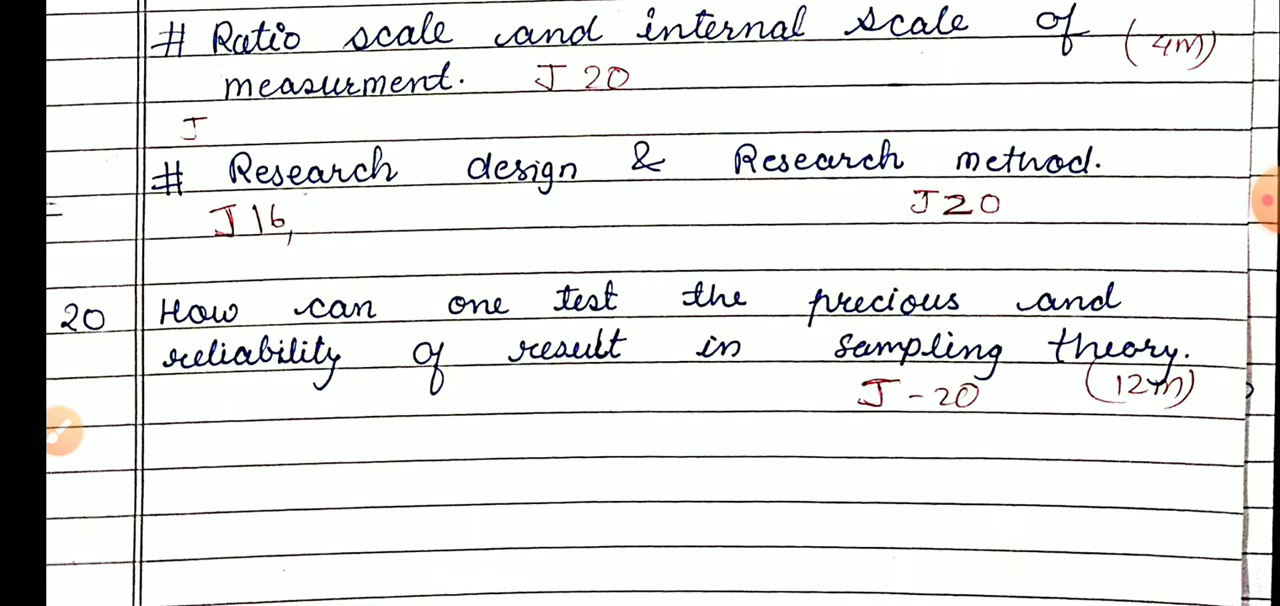 # Ratio scale and internal scale of (4m)
measurment. J 20
J
# Research design & Research method.
J 16, J20
20 How can one test the precious and
reliability of result in sampling theory.
J-20 (12m)